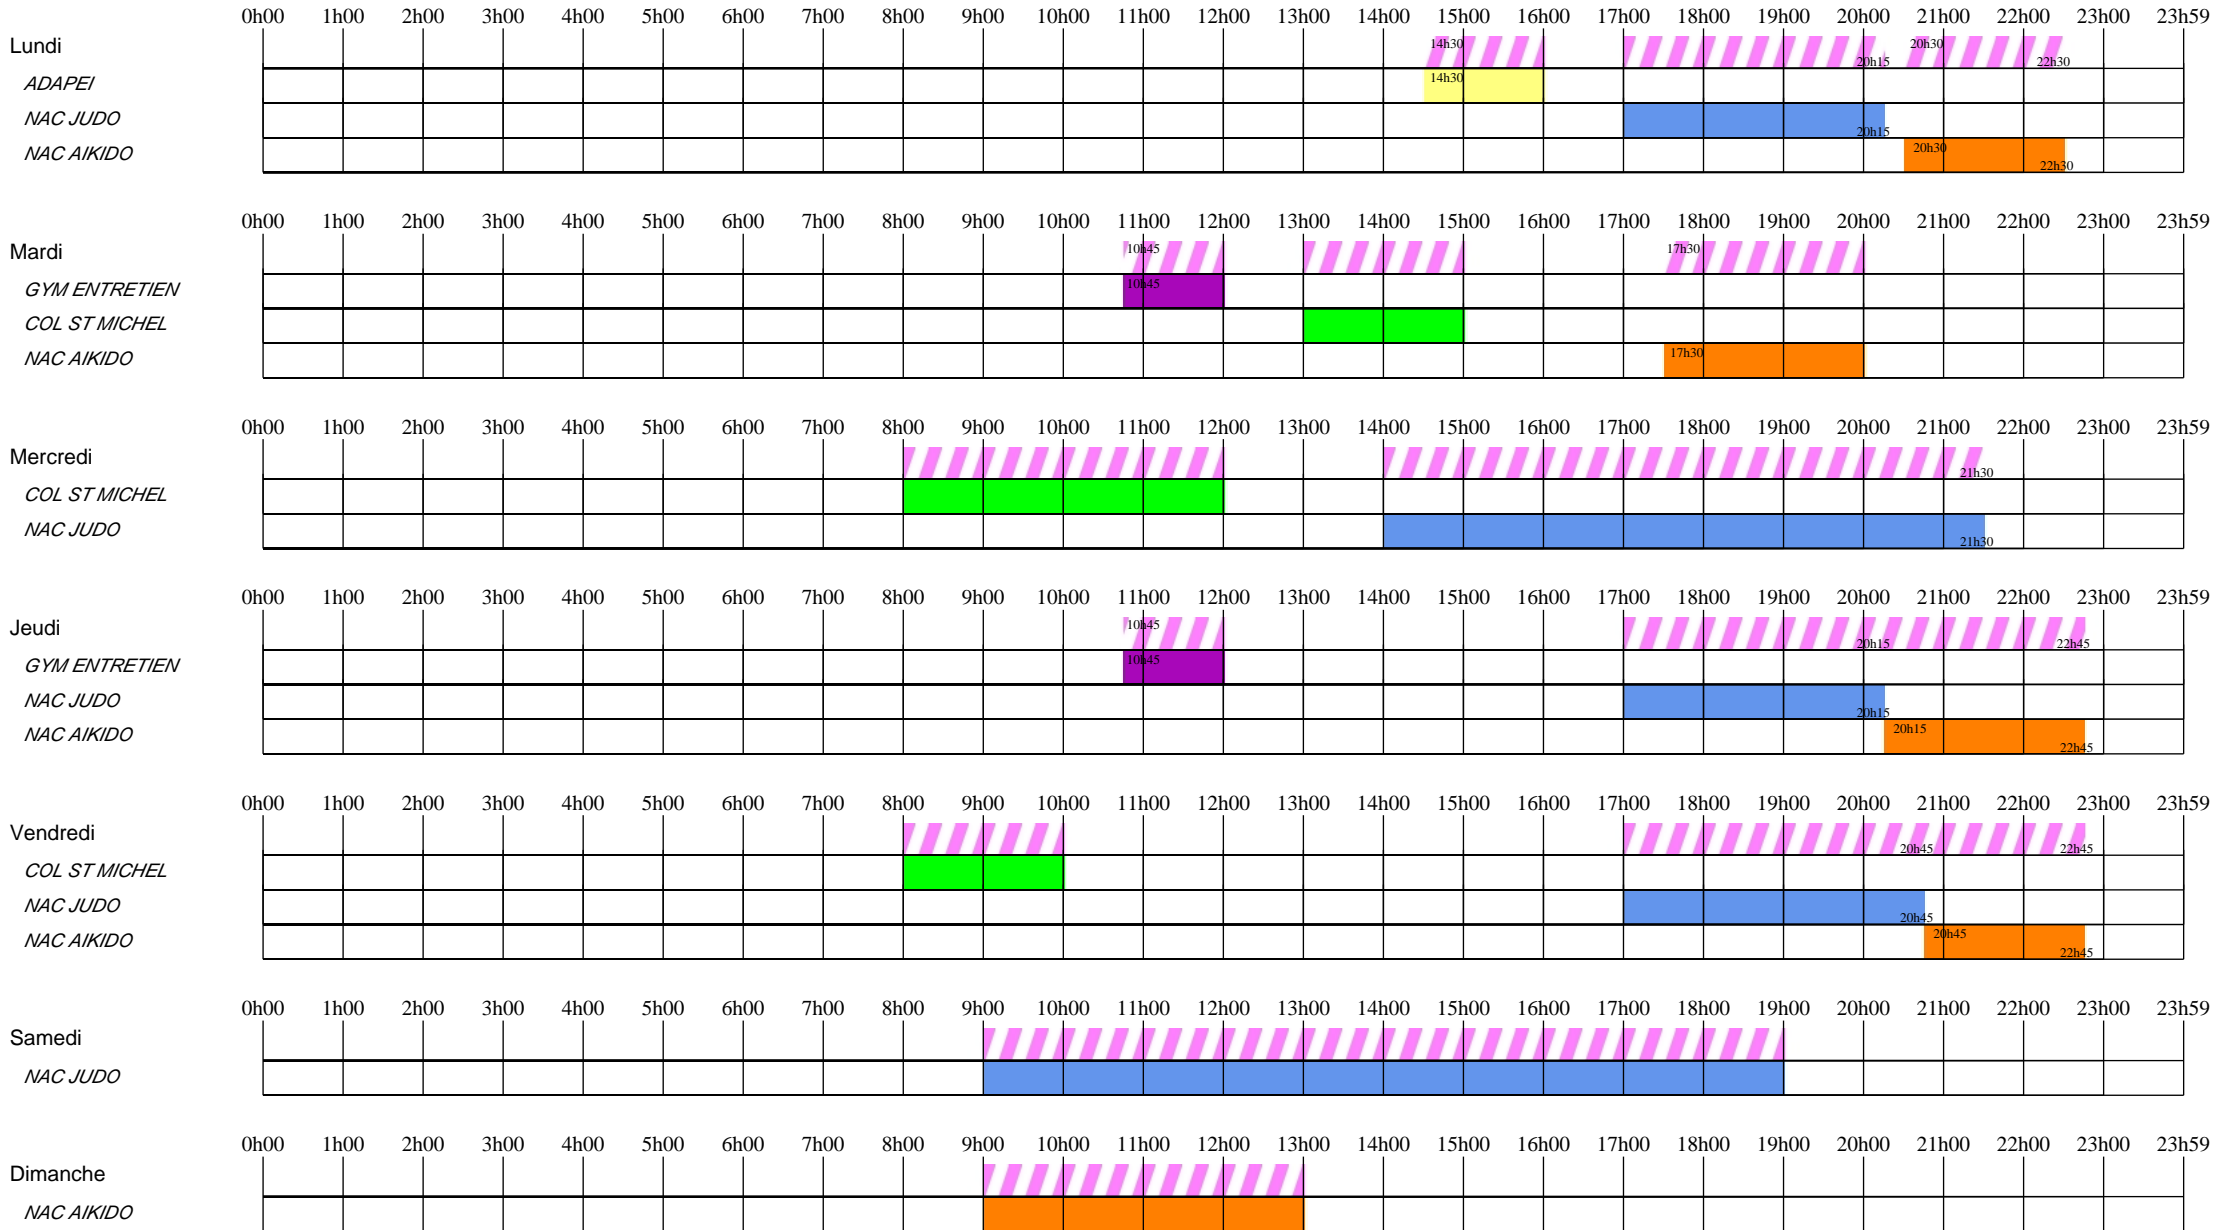 0h00 1h00 2h00 3h00 4h00 5h00 6h00 7h00 8h00 9h00 10h00 11h00 12h00 13h00 14h00 15h00 16h00 17h00 18h00 19h00 20h00 21h00 22h00 23h00 23h59
Lundi 14h30 20h15 20h30 22h30
ADAPEI 14h30
NAC JUDO 20h15
NAC AIKIDO 20h30 22h30
0h00 1h00 2h00 3h00 4h00 5h00 6h00 7h00 8h00 9h00 10h00 11h00 12h00 13h00 14h00 15h00 16h00 17h00 18h00 19h00 20h00 21h00 22h00 23h00 23h59
Mardi 10h45 17h30
GYM ENTRETIEN 10h45
COL ST MICHEL
NAC AIKIDO 17h30
0h00 1h00 2h00 3h00 4h00 5h00 6h00 7h00 8h00 9h00 10h00 11h00 12h00 13h00 14h00 15h00 16h00 17h00 18h00 19h00 20h00 21h00 22h00 23h00 23h59
Mercredi 21h30
COL ST MICHEL
NAC JUDO 21h30
0h00 1h00 2h00 3h00 4h00 5h00 6h00 7h00 8h00 9h00 10h00 11h00 12h00 13h00 14h00 15h00 16h00 17h00 18h00 19h00 20h00 21h00 22h00 23h00 23h59
Jeudi 10h45 20h15 22h45
GYM ENTRETIEN 10h45
NAC JUDO 20h15
NAC AIKIDO 20h15 22h45
0h00 1h00 2h00 3h00 4h00 5h00 6h00 7h00 8h00 9h00 10h00 11h00 12h00 13h00 14h00 15h00 16h00 17h00 18h00 19h00 20h00 21h00 22h00 23h00 23h59
Vendredi 20h45 22h45
COL ST MICHEL
NAC JUDO 20h45
NAC AIKIDO 20h45 22h45
0h00 1h00 2h00 3h00 4h00 5h00 6h00 7h00 8h00 9h00 10h00 11h00 12h00 13h00 14h00 15h00 16h00 17h00 18h00 19h00 20h00 21h00 22h00 23h00 23h59
Samedi
NAC JUDO
0h00 1h00 2h00 3h00 4h00 5h00 6h00 7h00 8h00 9h00 10h00 11h00 12h00 13h00 14h00 15h00 16h00 17h00 18h00 19h00 20h00 21h00 22h00 23h00 23h59
Dimanche
NAC AIKIDO